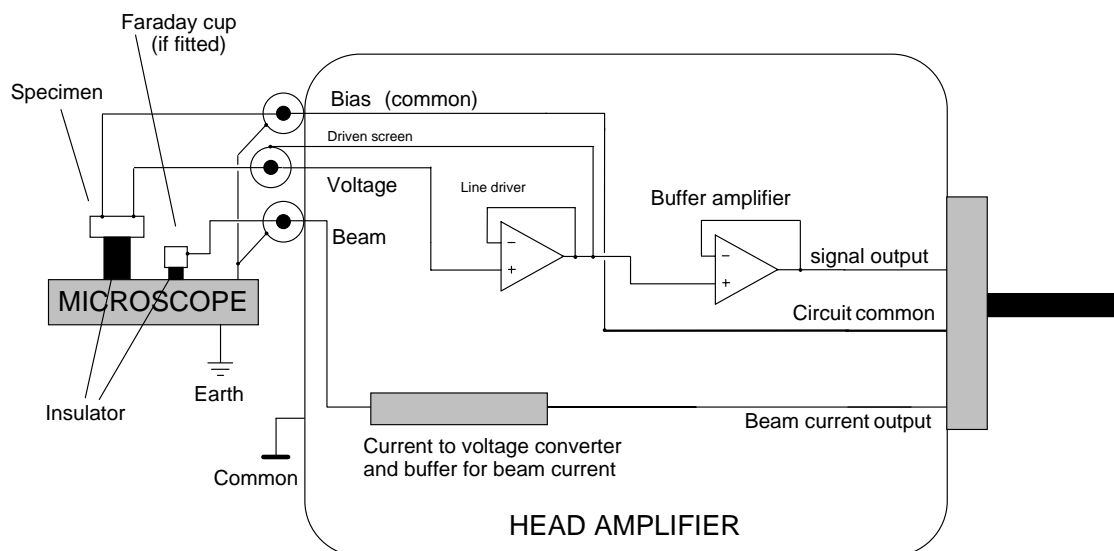 Faraday cup
(if fitted)
Specimen
Bias (common)
Driven screen
Voltage
Line driver
Buffer amplifier
Beam
signal output
MICROSCOPE
Circuit common
Earth
Insulator
Beam current output
Current to voltage converter
and buffer for beam current
Common
HEAD AMPLIFIER
−
+
−
+